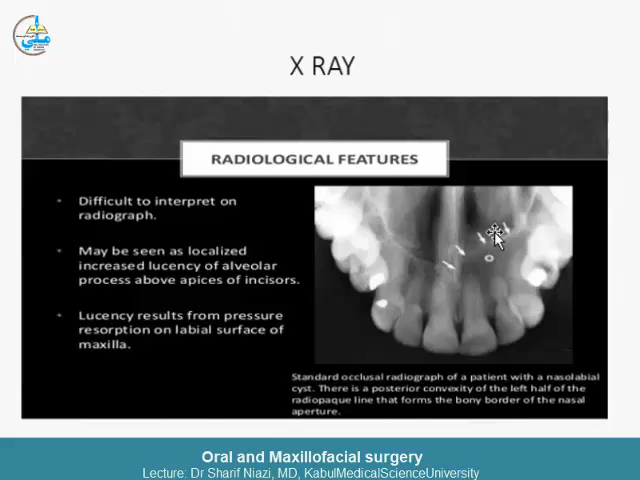 X RAY
RADIOLOGICAL FEATURES
• Difficult to interpret on
radiograph.
• May be seen as localized
increased lucency of alveolar
process above apices of incisors.
• Lucency results from pressure
resorption on labial surface of
maxilla.
Standard occlusal radiograph of a patient with a nasolabial
cyst. There is a posterior convexity of the left half of the
radiopaque line that forms the bony border of the nasal
aperture.
Oral and Maxillofacial surgery
Lecture: Dr Sharif Niazi, MD, KabulMedicalScienceUniversity